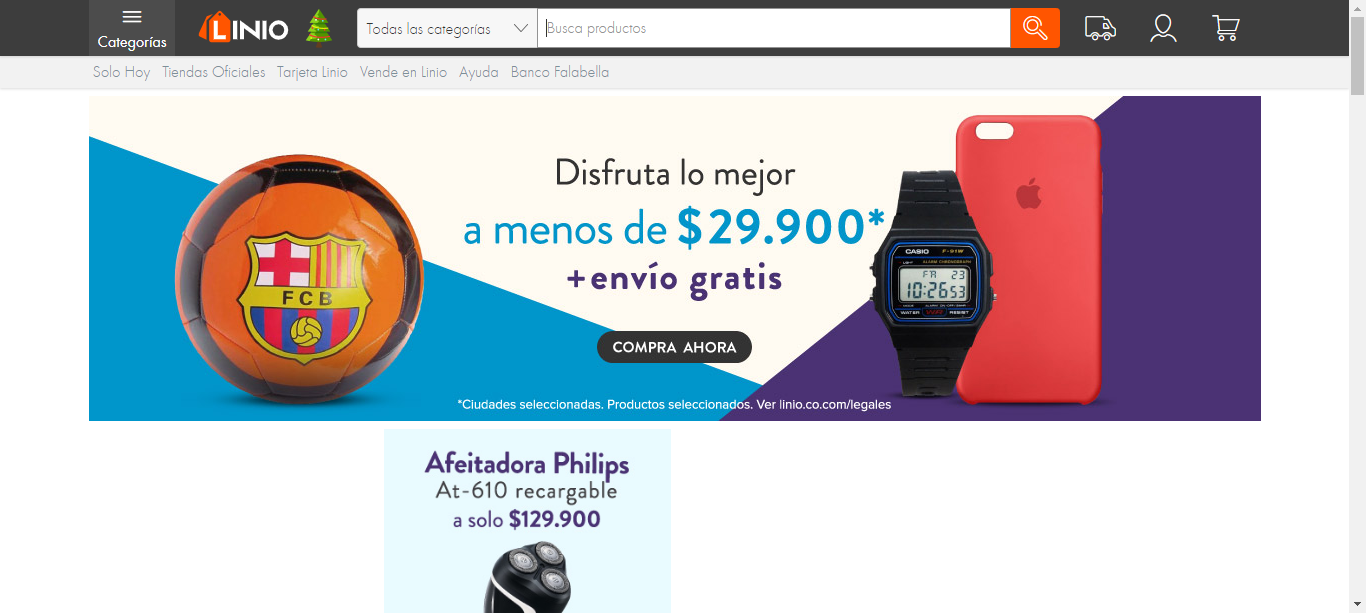 Categorías
LINIO
Todas las categorías
Busca productos
Solo Hoy
Tiendas Oficiales
Tarjeta Linio
Vende en Linio
Ayuda
Banco Falabella
Disfruta lo mejor
a menos de $29.900*
+envío gratis
COMPRA AHORA
*Ciudades seleccionadas. Productos seleccionados. Ver linio.co.com/legales
FCB
CASIO F-91W
ALARM CHRONOGRAPH
LIGHT
FR 23
10:26 53
WATER RESIST
Afeitadora Philips
At-610 recargable
a solo $129.900